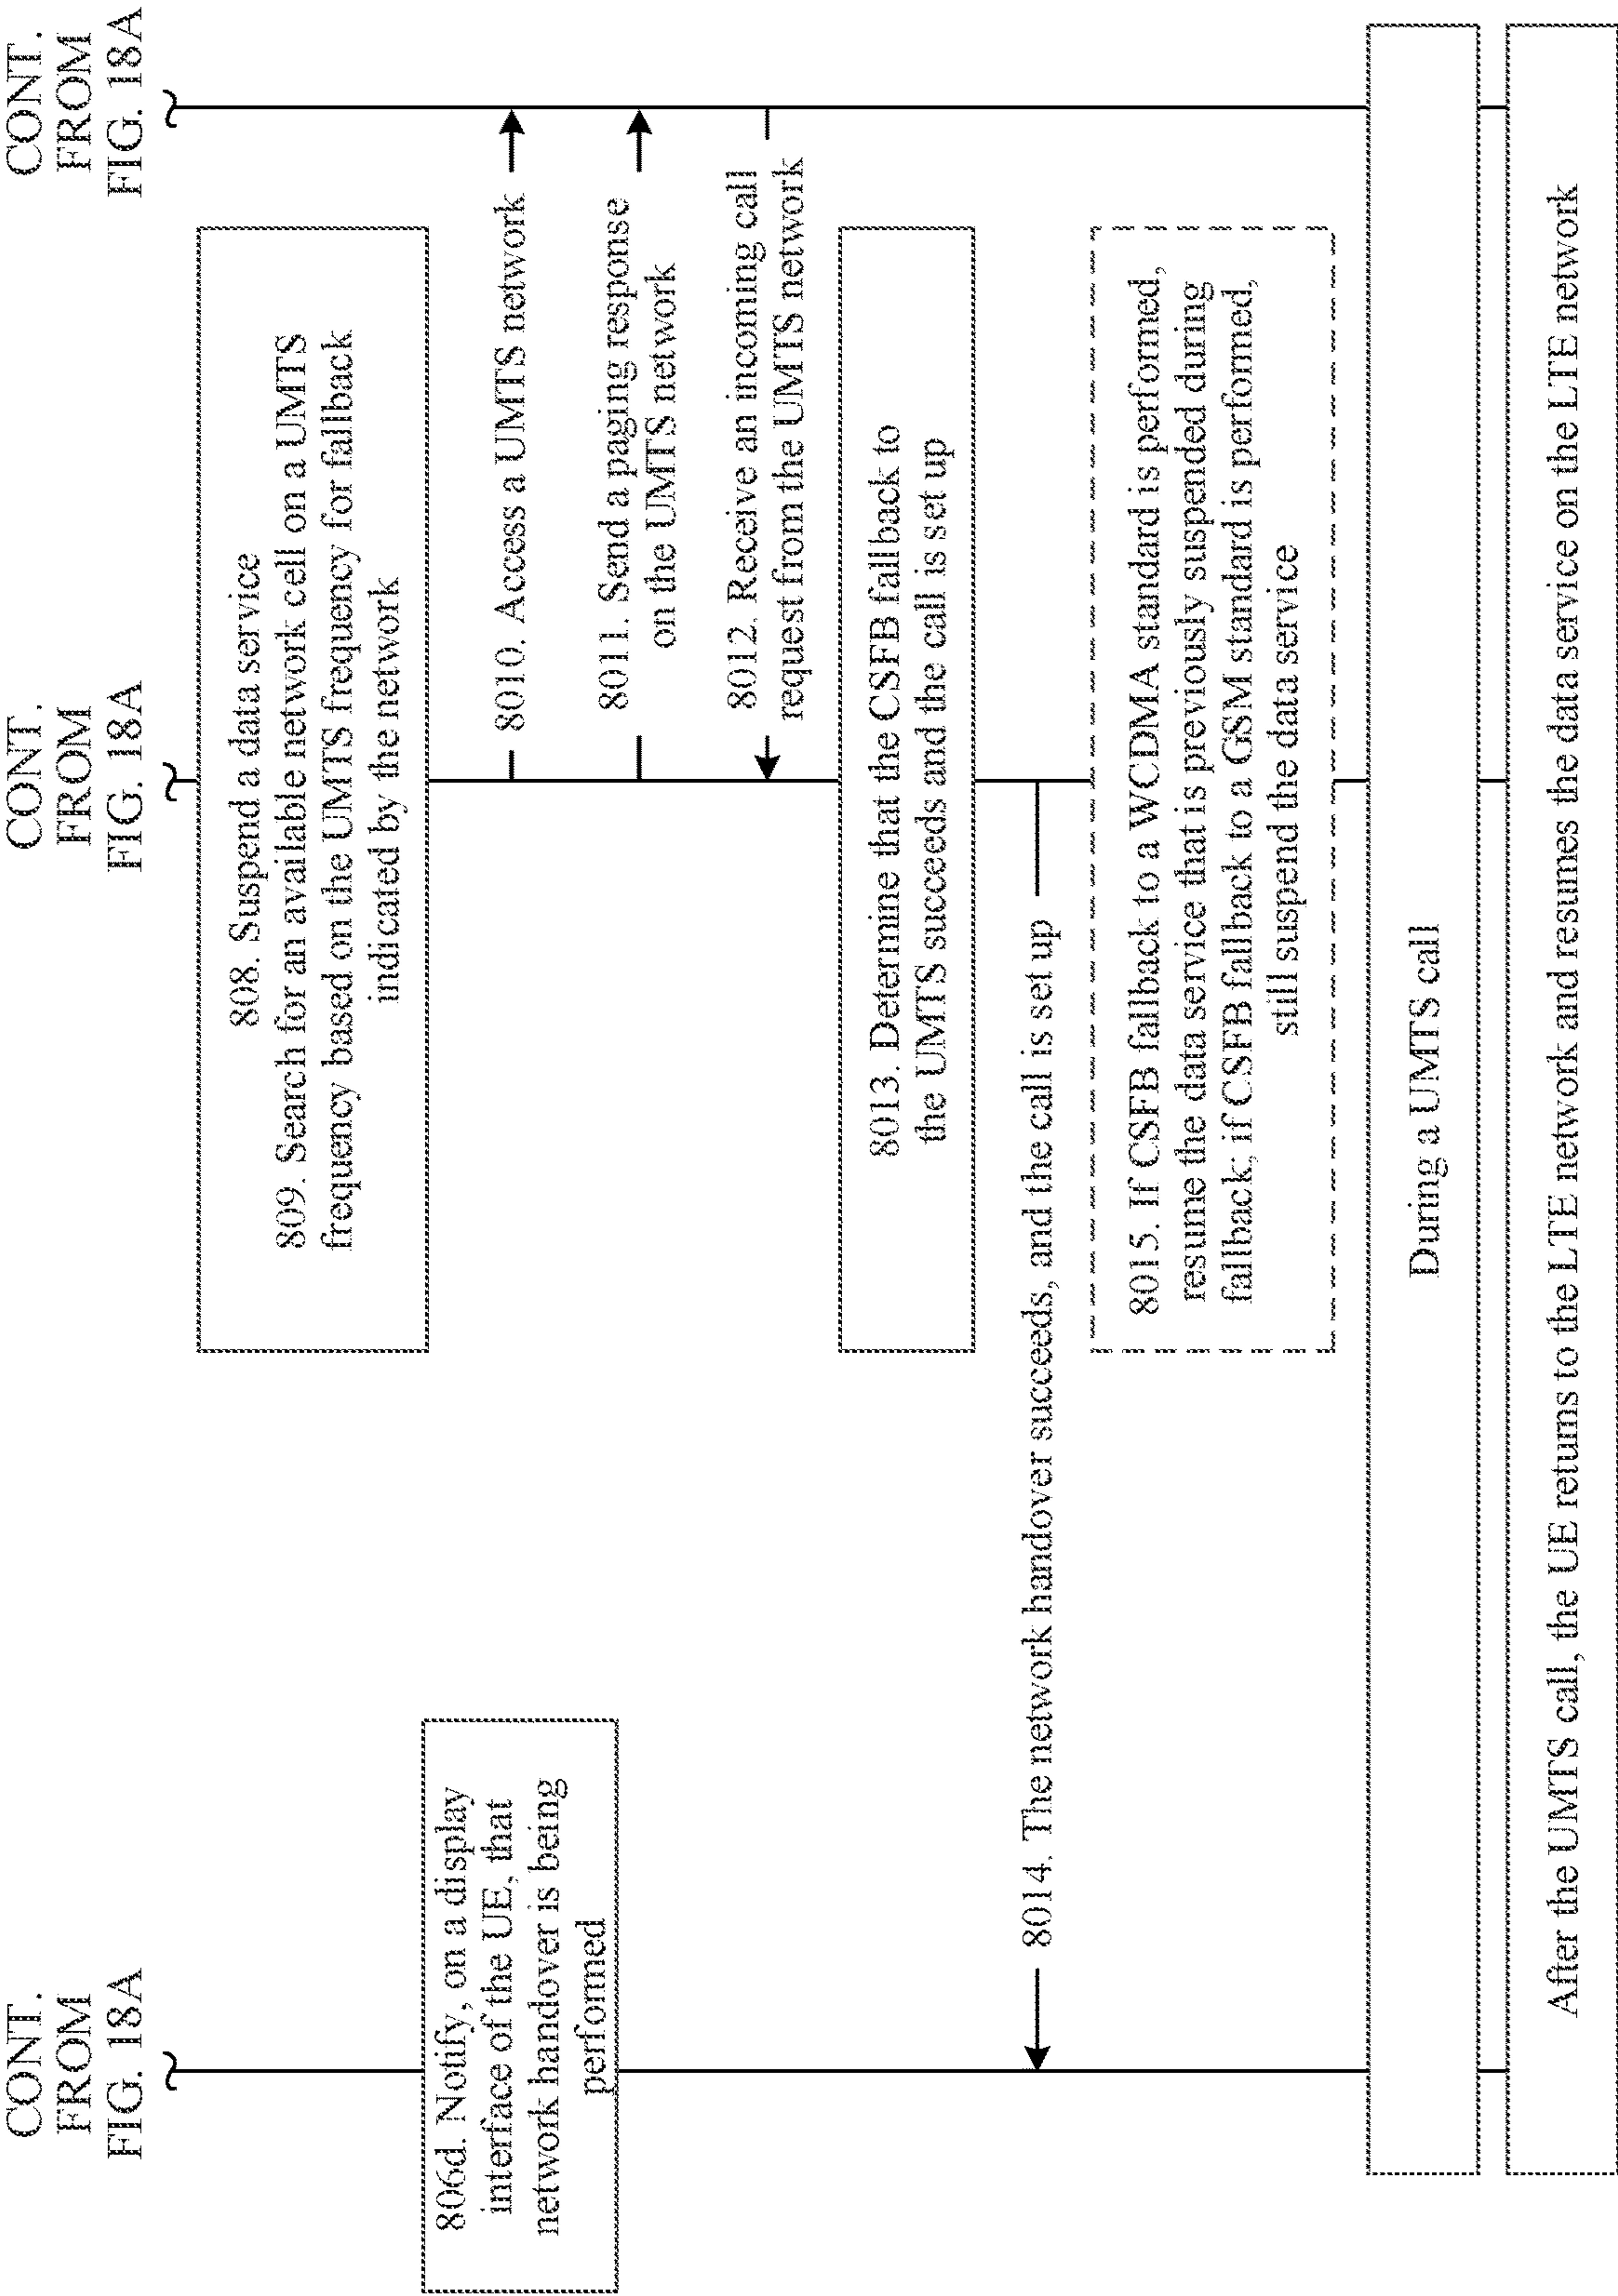 CONT.
FROM
FIG. 18A
CONT.
FROM
FIG. 18A
CONT.
FROM
FIG. 18A
808. Suspend a data service
809. Search for an available network cell on a UMTS
frequency based on the UMTS frequency for fallback
indicated by the network
806d. Notify, on a display
interface of the UE, that
network handover is being
performed
8010. Access a UMTS network
8011. Send a paging response
on the UMTS network
8012. Receive an incoming call
request from the UMTS network
8013. Determine that the CSFB fallback to
the UMTS succeeds and the call is set up
8014. The network handover succeeds, and the call is set up
8015. If CSFB fallback to a WCDMA standard is performed,
resume the data service that is previously suspended during
fallback; if CSFB fallback to a GSM standard is performed,
still suspend the data service
During a UMTS call
After the UMTS call, the UE returns to the LTE network and resumes the data service on the LTE network